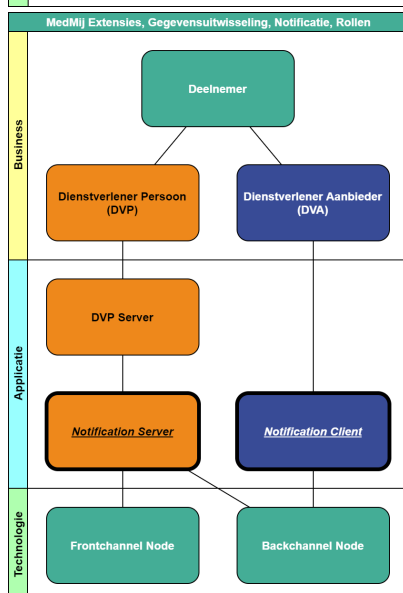 MedMij Extensies, Gegevensuitwisseling, Notificatie, Rollen
Business
Deelnemer
Dienstverlener Persoon
(DVP)
Dienstverlener Aanbieder
(DVA)
Applicatie
DVP Server
Notification Server
Notification Client
Technologie
Frontchannel Node
Backchannel Node